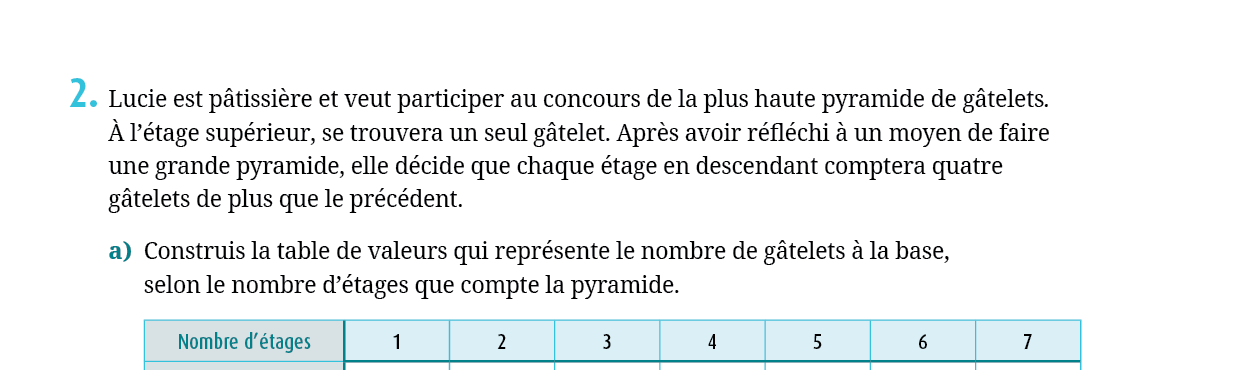 2. Lucie est pâtissière et veut participer au concours de la plus haute pyramide de gâtelets.
À l’étage supérieur, se trouvera un seul gâtelet. Après avoir réfléchi à un moyen de faire
une grande pyramide, elle décide que chaque étage en descendant comptera quatre
gâtelets de plus que le précédent.
a) Construis la table de valeurs qui représente le nombre de gâtelets à la base,
selon le nombre d’étages que compte la pyramide.
Nombre d’étages 1 2 3 4 5 6 7